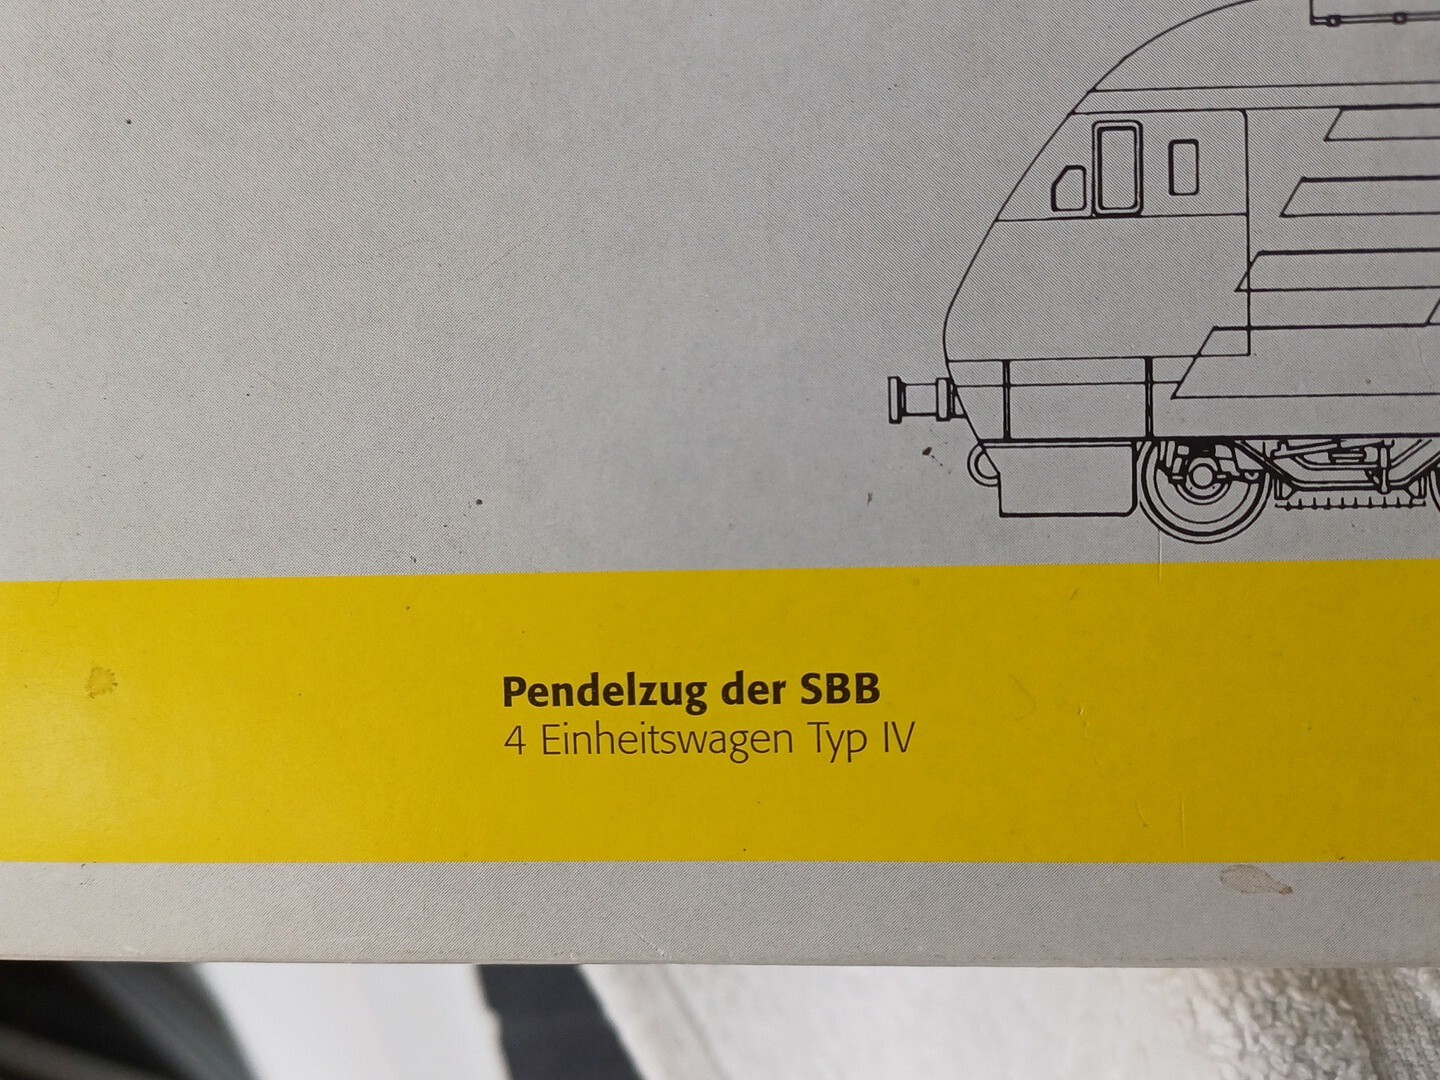 Pendelzug der SBB
4 Einheitswagen Typ IV